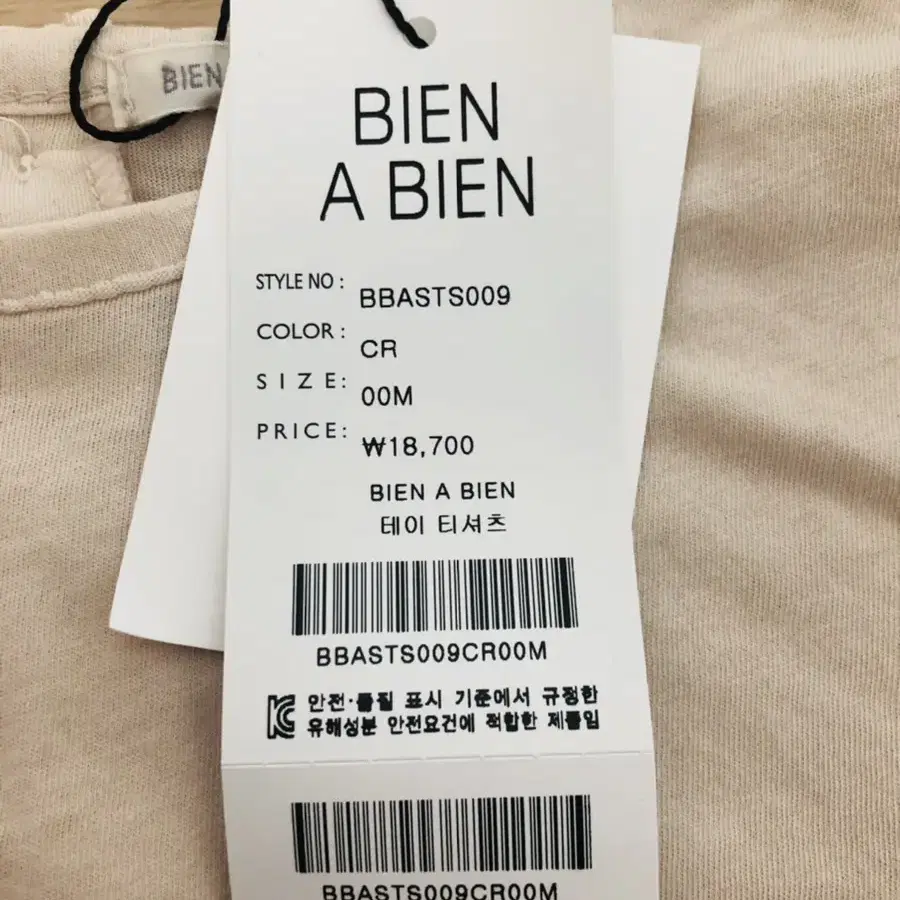 BIEN
BIEN
A BIEN
STYLE NO : BBASTS009
COLOR : CR
SIZE: 00M
PRICE: ₩18,700
BIEN A BIEN
테이 티셔츠
BBASTS009CR00M
KC 안전·품질 표시 기준에서 규정한
유해성분 안전요건에 적합한 제품임
BBASTS009CR00M